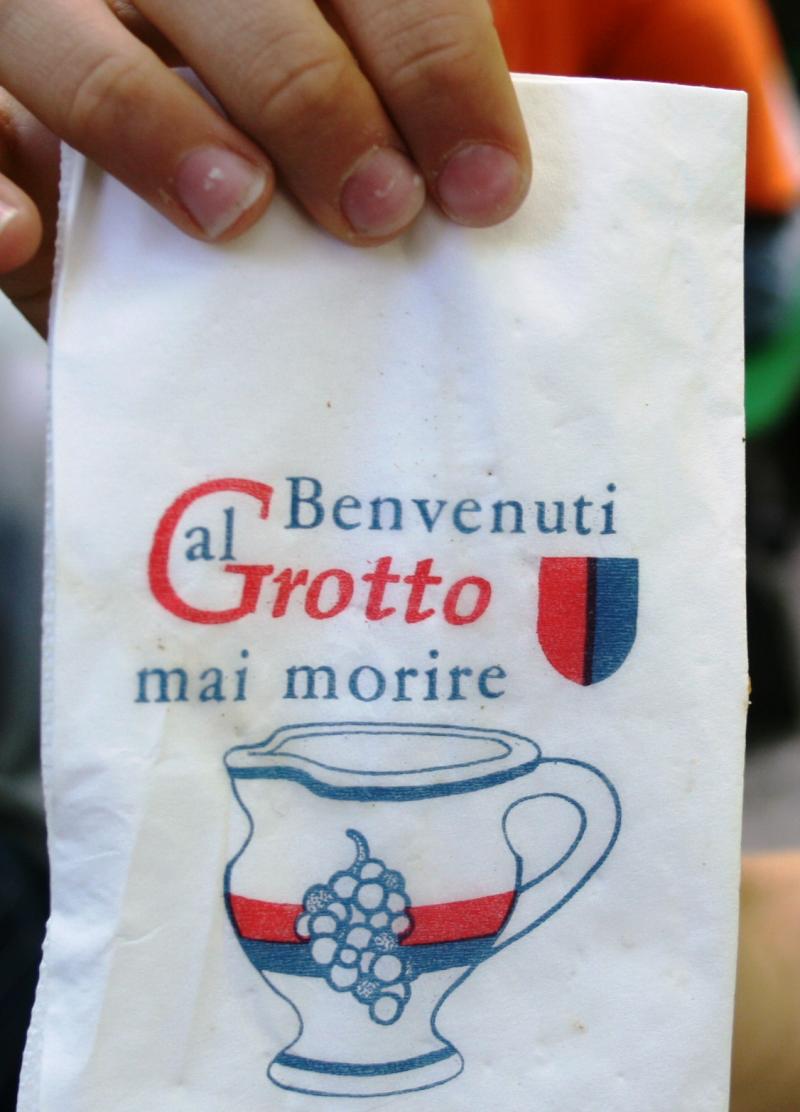 Benvenuti
al Grotto
mai morire